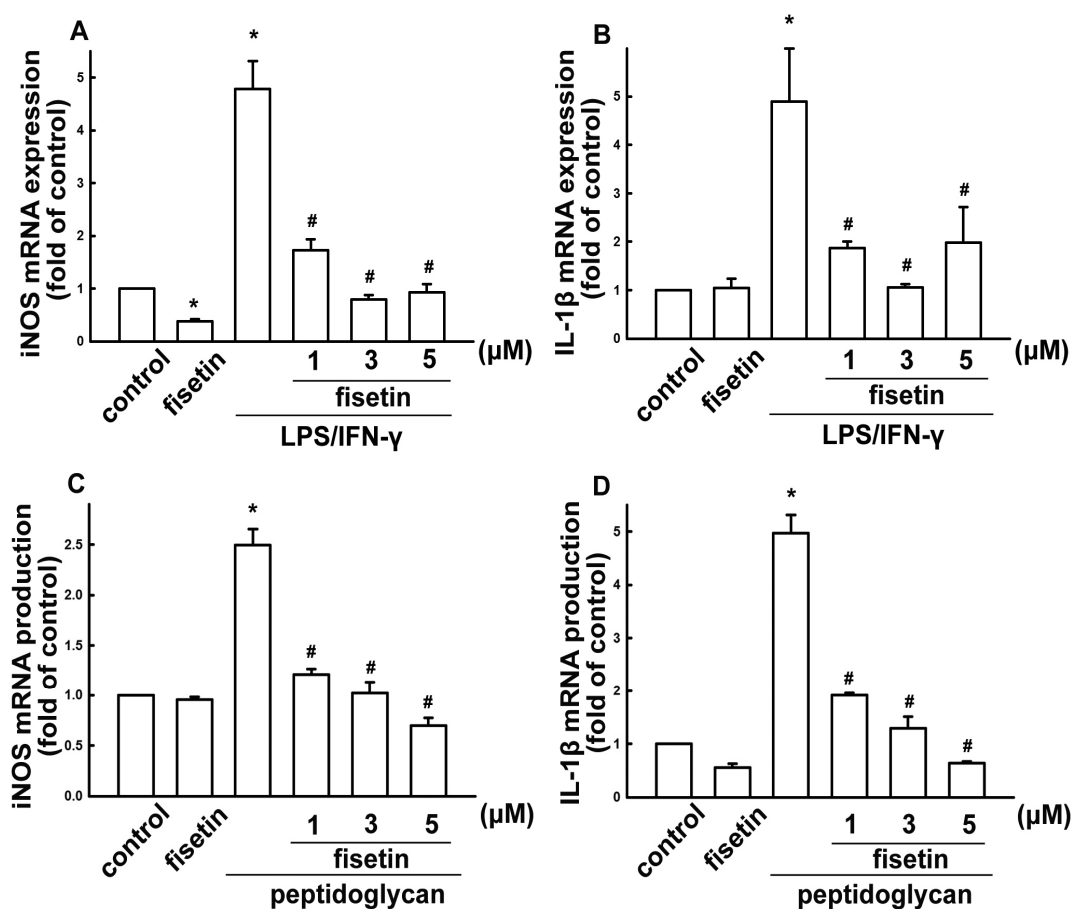 A
iNOS mRNA expression
(fold of control)
5
4
3
2
1
0
*
*
#
#
#
control
fisetin
1 3 5 (μM)
fisetin
LPS/IFN-γ
B
IL-1β mRNA expression
(fold of control)
5
4
3
2
1
0
*
#
#
#
control
fisetin
1 3 5 (μM)
fisetin
LPS/IFN-γ
C
iNOS mRNA production
(fold of control)
2.5
2.0
1.5
1.0
0.5
0.0
*
#
#
#
control
fisetin
1 3 5 (μM)
fisetin
peptidoglycan
D
IL-1β mRNA production
(fold of control)
5
4
3
2
1
0
*
#
#
#
control
fisetin
1 3 5 (μM)
fisetin
peptidoglycan